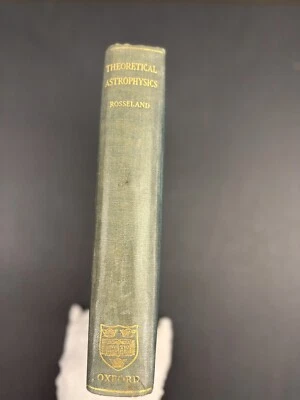 THEORETICAL
ASTROPHYSICS
ROSSELAND
OXFORD